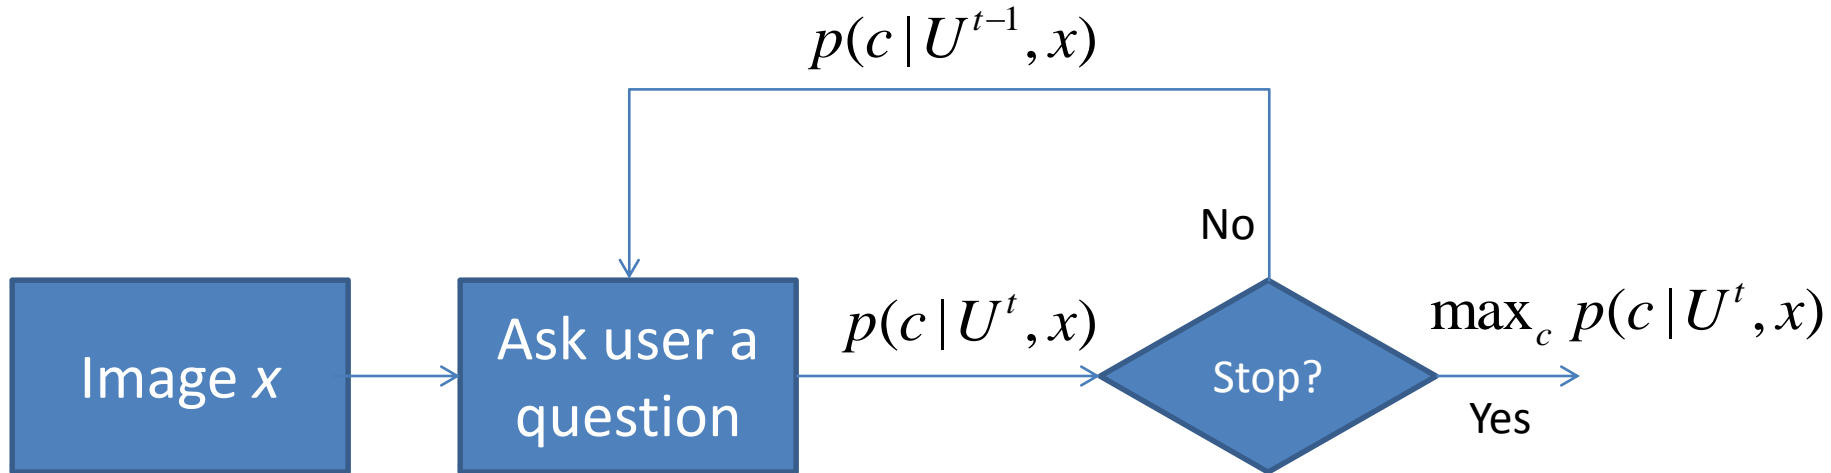 p(c | U^{t-1}, x)
No
Image x
Ask user a
question
p(c | U^t, x)
Stop?
max_c p(c | U^t, x)
Yes